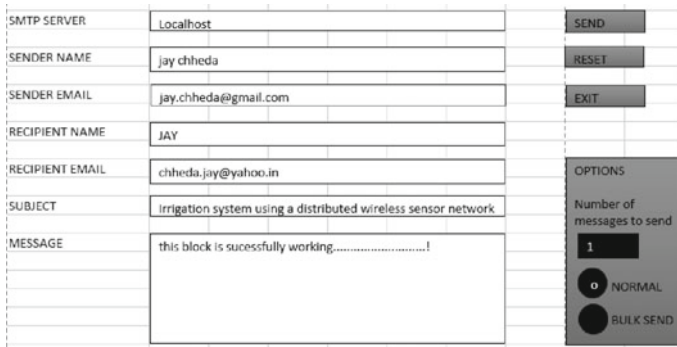 SMTP SERVER Localhost SEND
SENDER NAME jay chheda RESET
SENDER EMAIL jay.chheda@gmail.com EXIT
RECIPIENT NAME JAY
RECIPIENT EMAIL chheda.jay@yahoo.in OPTIONS
SUBJECT Irrigation system using a distributed wireless sensor network Number of
messages to send
MESSAGE this block is sucessfully working...........................! 1
o NORMAL
BULK SEND